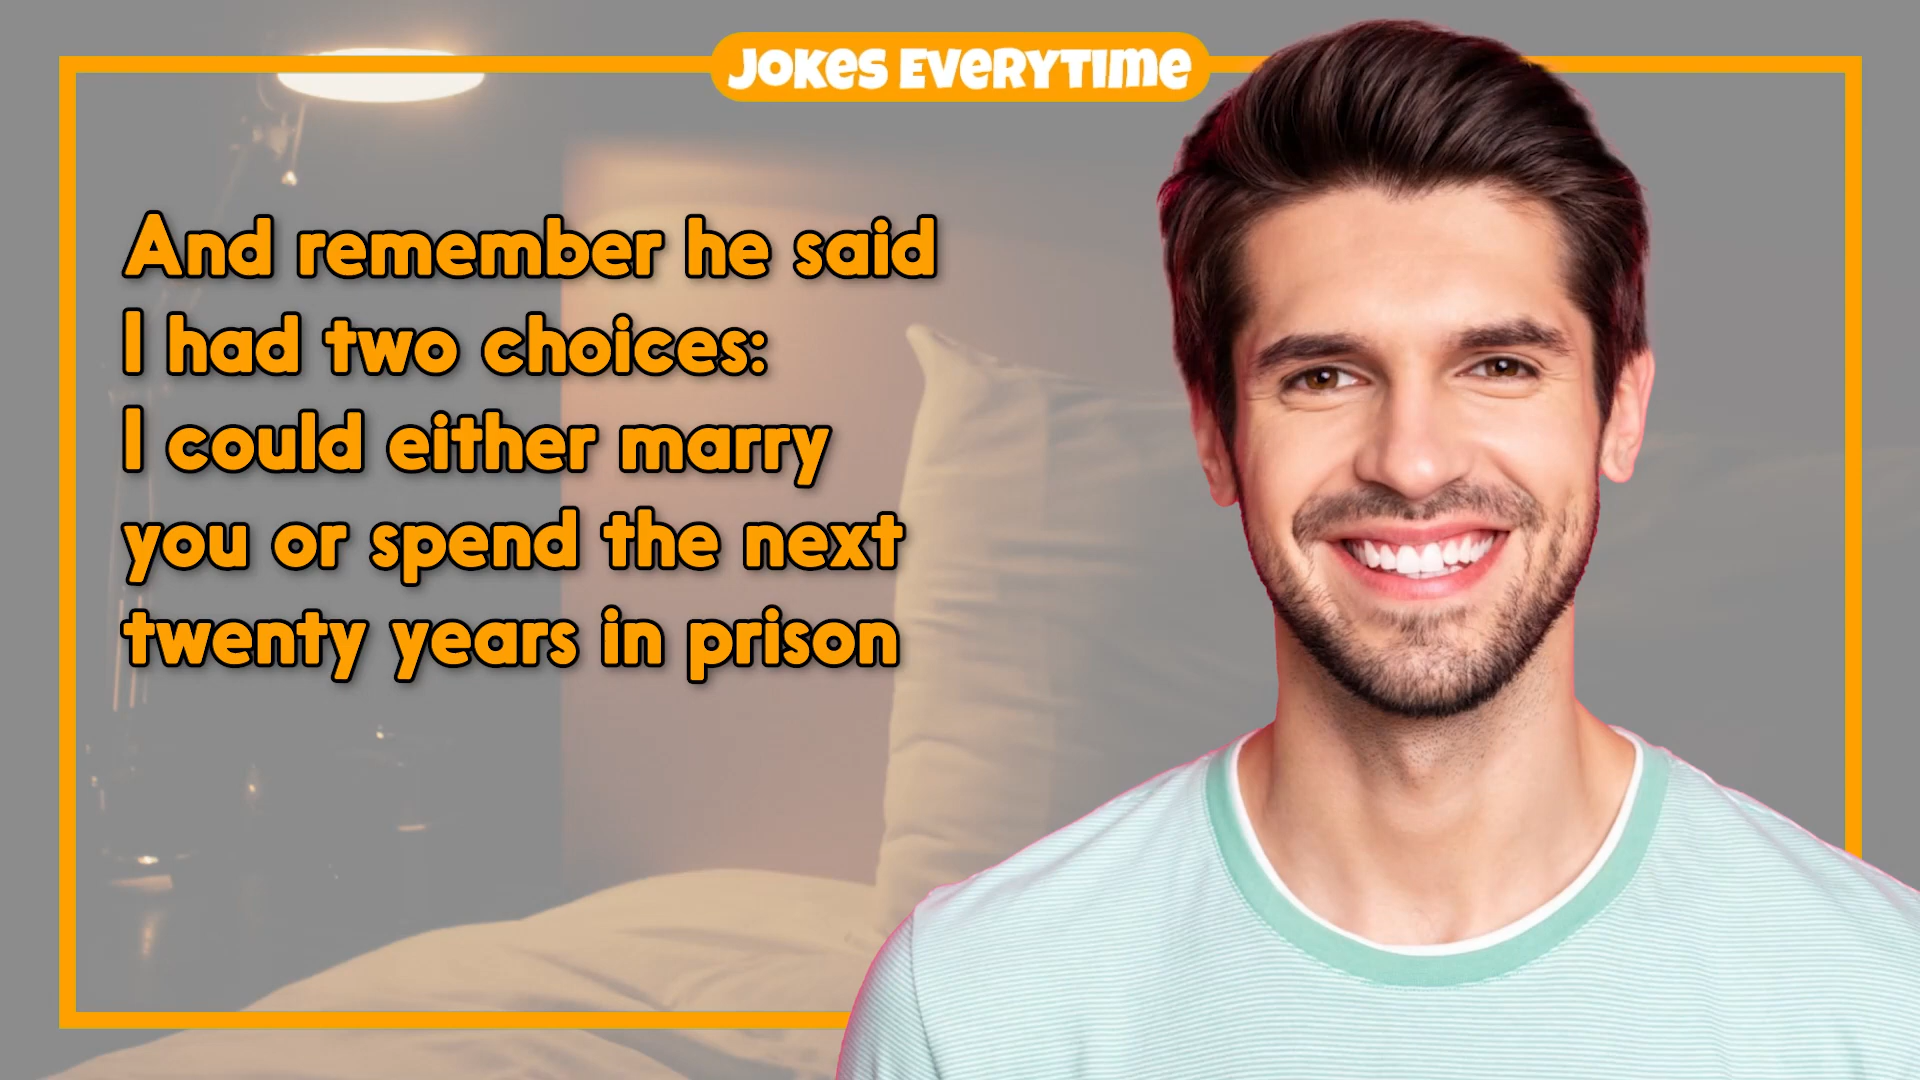 JOKES EVERYTIME
And remember he said
I had two choices:
I could either marry
you or spend the next
twenty years in prison